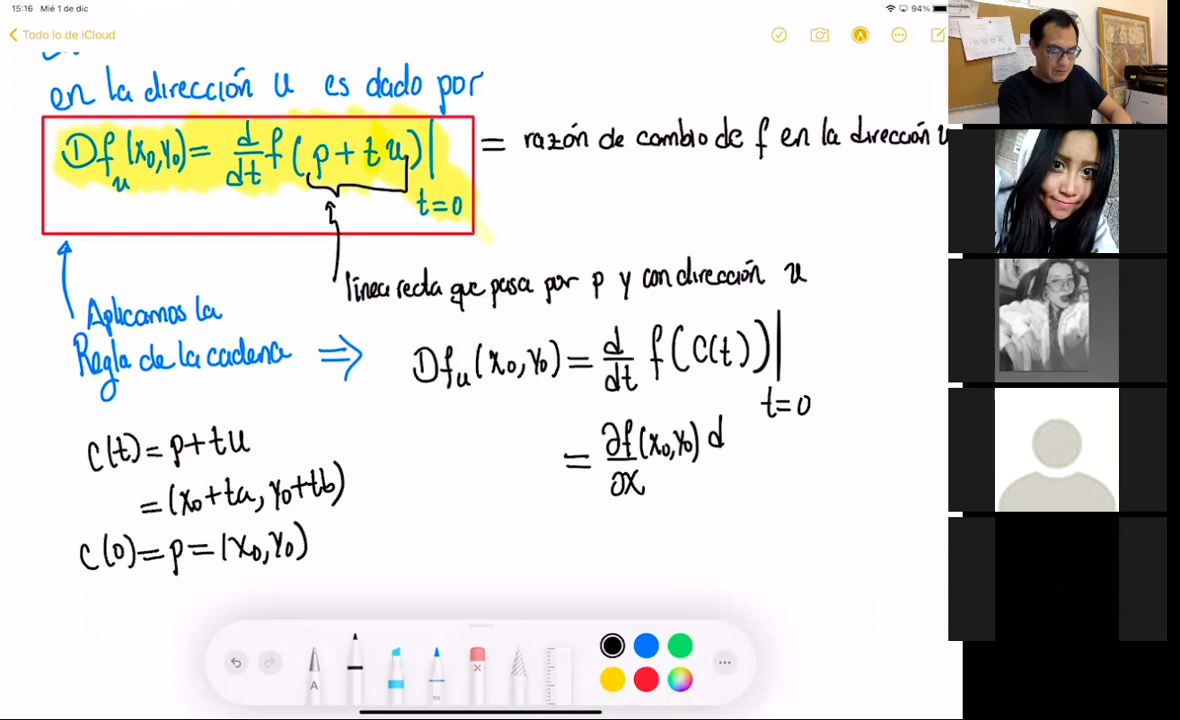 15:16 Mié 1 de dic
94%
Todo lo de iCloud
en la dirección u es dado por
Df_u(x₀,y₀) = d/dt f(p + t u)|_{t=0} = razón de cambio de f en la dirección u
línea recta que pasa por p y con dirección u
Aplicamos la
Regla de la cadena ⇒ Df_u(x₀,y₀) = d/dt f(C(t))|_{t=0}
= ∂f/∂x (x₀,y₀) d
C(t) = p + tu
= (x₀+ta, y₀+tb)
C(0) = p = (x₀,y₀)
A